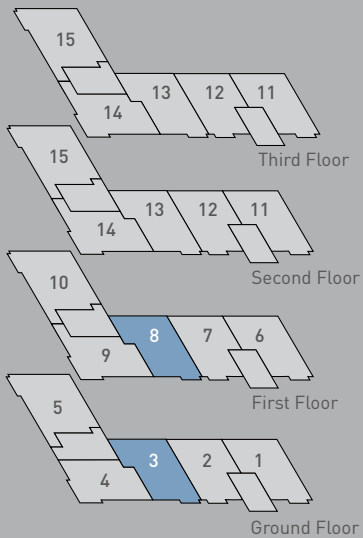 15
13 12 11
14
Third Floor
15
13 12 11
14
Second Floor
10
8 7 6
9
First Floor
5
3 2 1
4
Ground Floor